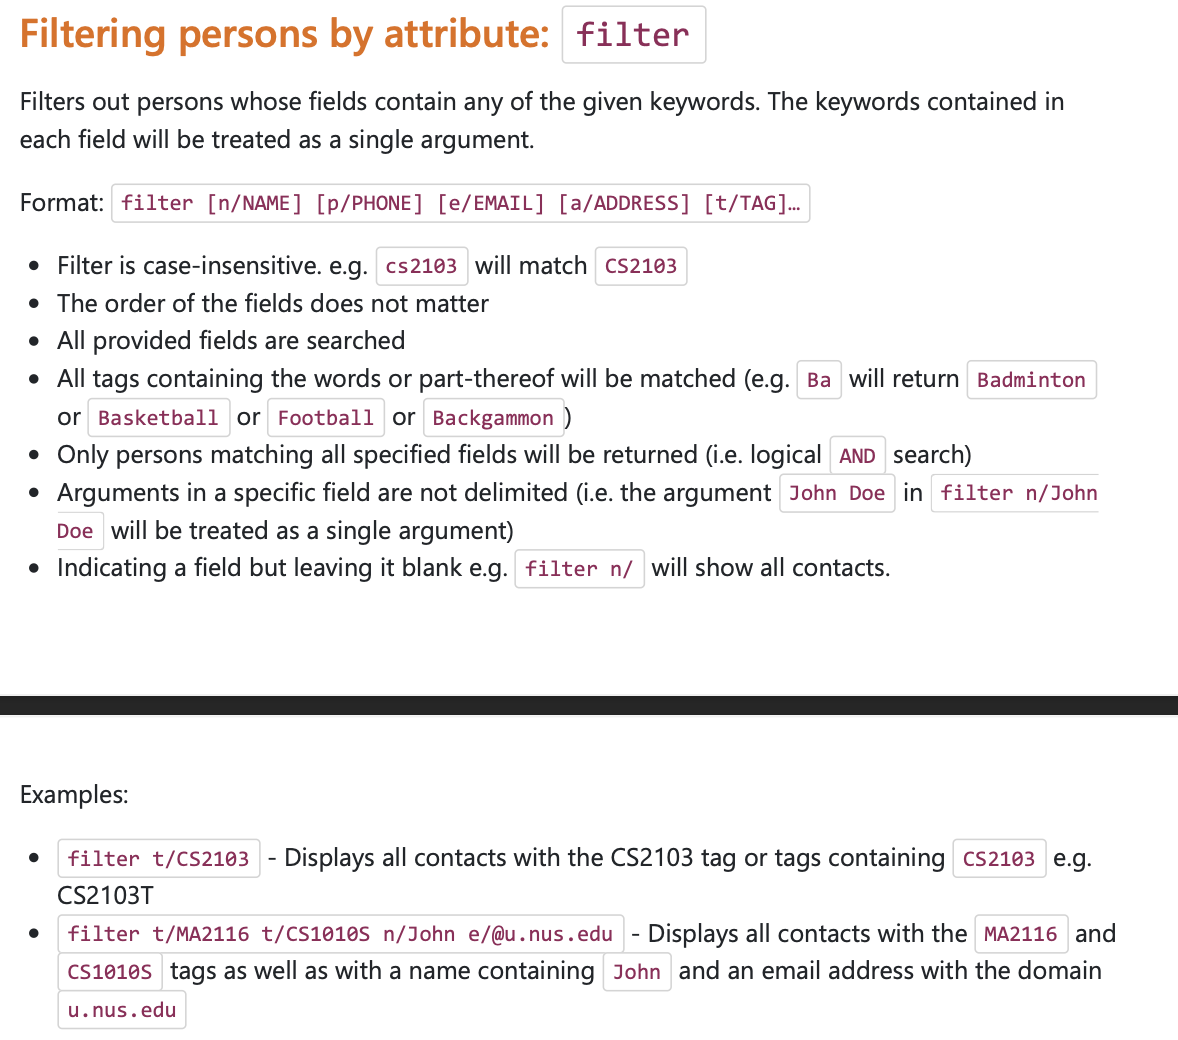 Filtering persons by attribute: filter
Filters out persons whose fields contain any of the given keywords. The keywords contained in
each field will be treated as a single argument.
Format: filter [n/NAME] [p/PHONE] [e/EMAIL] [a/ADDRESS] [t/TAG]…
• Filter is case-insensitive. e.g. cs2103 will match CS2103
• The order of the fields does not matter
• All provided fields are searched
• All tags containing the words or part-thereof will be matched (e.g. Ba will return Badminton
or Basketball or Football or Backgammon)
• Only persons matching all specified fields will be returned (i.e. logical AND search)
• Arguments in a specific field are not delimited (i.e. the argument John Doe in filter n/John
Doe will be treated as a single argument)
• Indicating a field but leaving it blank e.g. filter n/ will show all contacts.
Examples:
• filter t/CS2103 - Displays all contacts with the CS2103 tag or tags containing CS2103 e.g.
CS2103T
• filter t/MA2116 t/CS1010S n/John e/@u.nus.edu - Displays all contacts with the MA2116 and
CS1010S tags as well as with a name containing John and an email address with the domain
u.nus.edu